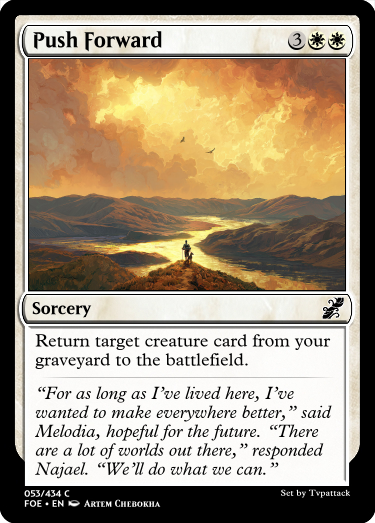 Push Forward 3
Sorcery
Return target creature card from your
graveyard to the battlefield.
“For as long as I’ve lived here, I’ve
wanted to make everywhere better,” said
Melodia, hopeful for the future. “There
are a lot of worlds out there,” responded
Najael. “We’ll do what we can.”
053/434 C
FOE • EN Artem Chebokha
Set by Tvpattack